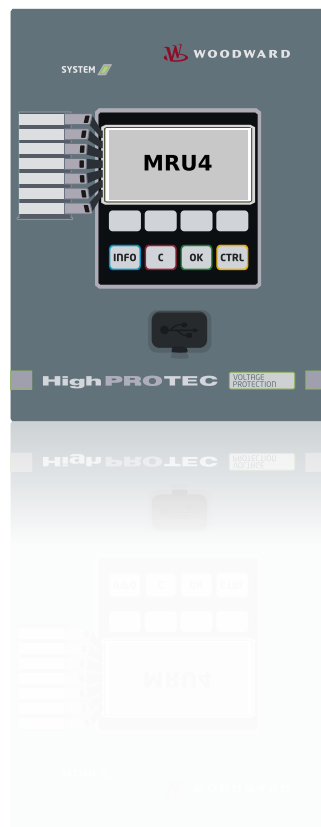 WOODWARD
SYSTEM
MRU4
INFO C OK CTRL
HighPROTEC
VOLTAGE
PROTECTION